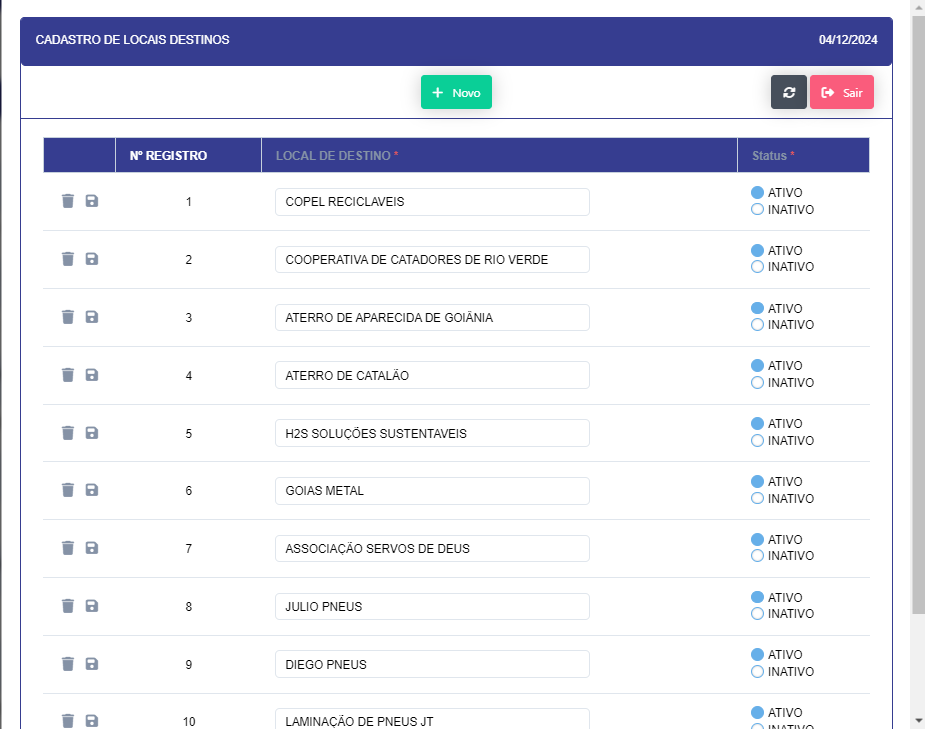 CADASTRO DE LOCAIS DESTINOS 04/12/2024
+ Novo Sair
Nº REGISTRO LOCAL DE DESTINO * Status *
1 COPEL RECICLAVEIS ATIVO
INATIVO
2 COOPERATIVA DE CATADORES DE RIO VERDE ATIVO
INATIVO
3 ATERRO DE APARECIDA DE GOIÂNIA ATIVO
INATIVO
4 ATERRO DE CATALÃO ATIVO
INATIVO
5 H2S SOLUÇÕES SUSTENTAVEIS ATIVO
INATIVO
6 GOIAS METAL ATIVO
INATIVO
7 ASSOCIAÇÃO SERVOS DE DEUS ATIVO
INATIVO
8 JULIO PNEUS ATIVO
INATIVO
9 DIEGO PNEUS ATIVO
INATIVO
10 LAMINAÇÃO DE PNEUS JT ATIVO
INATIVO